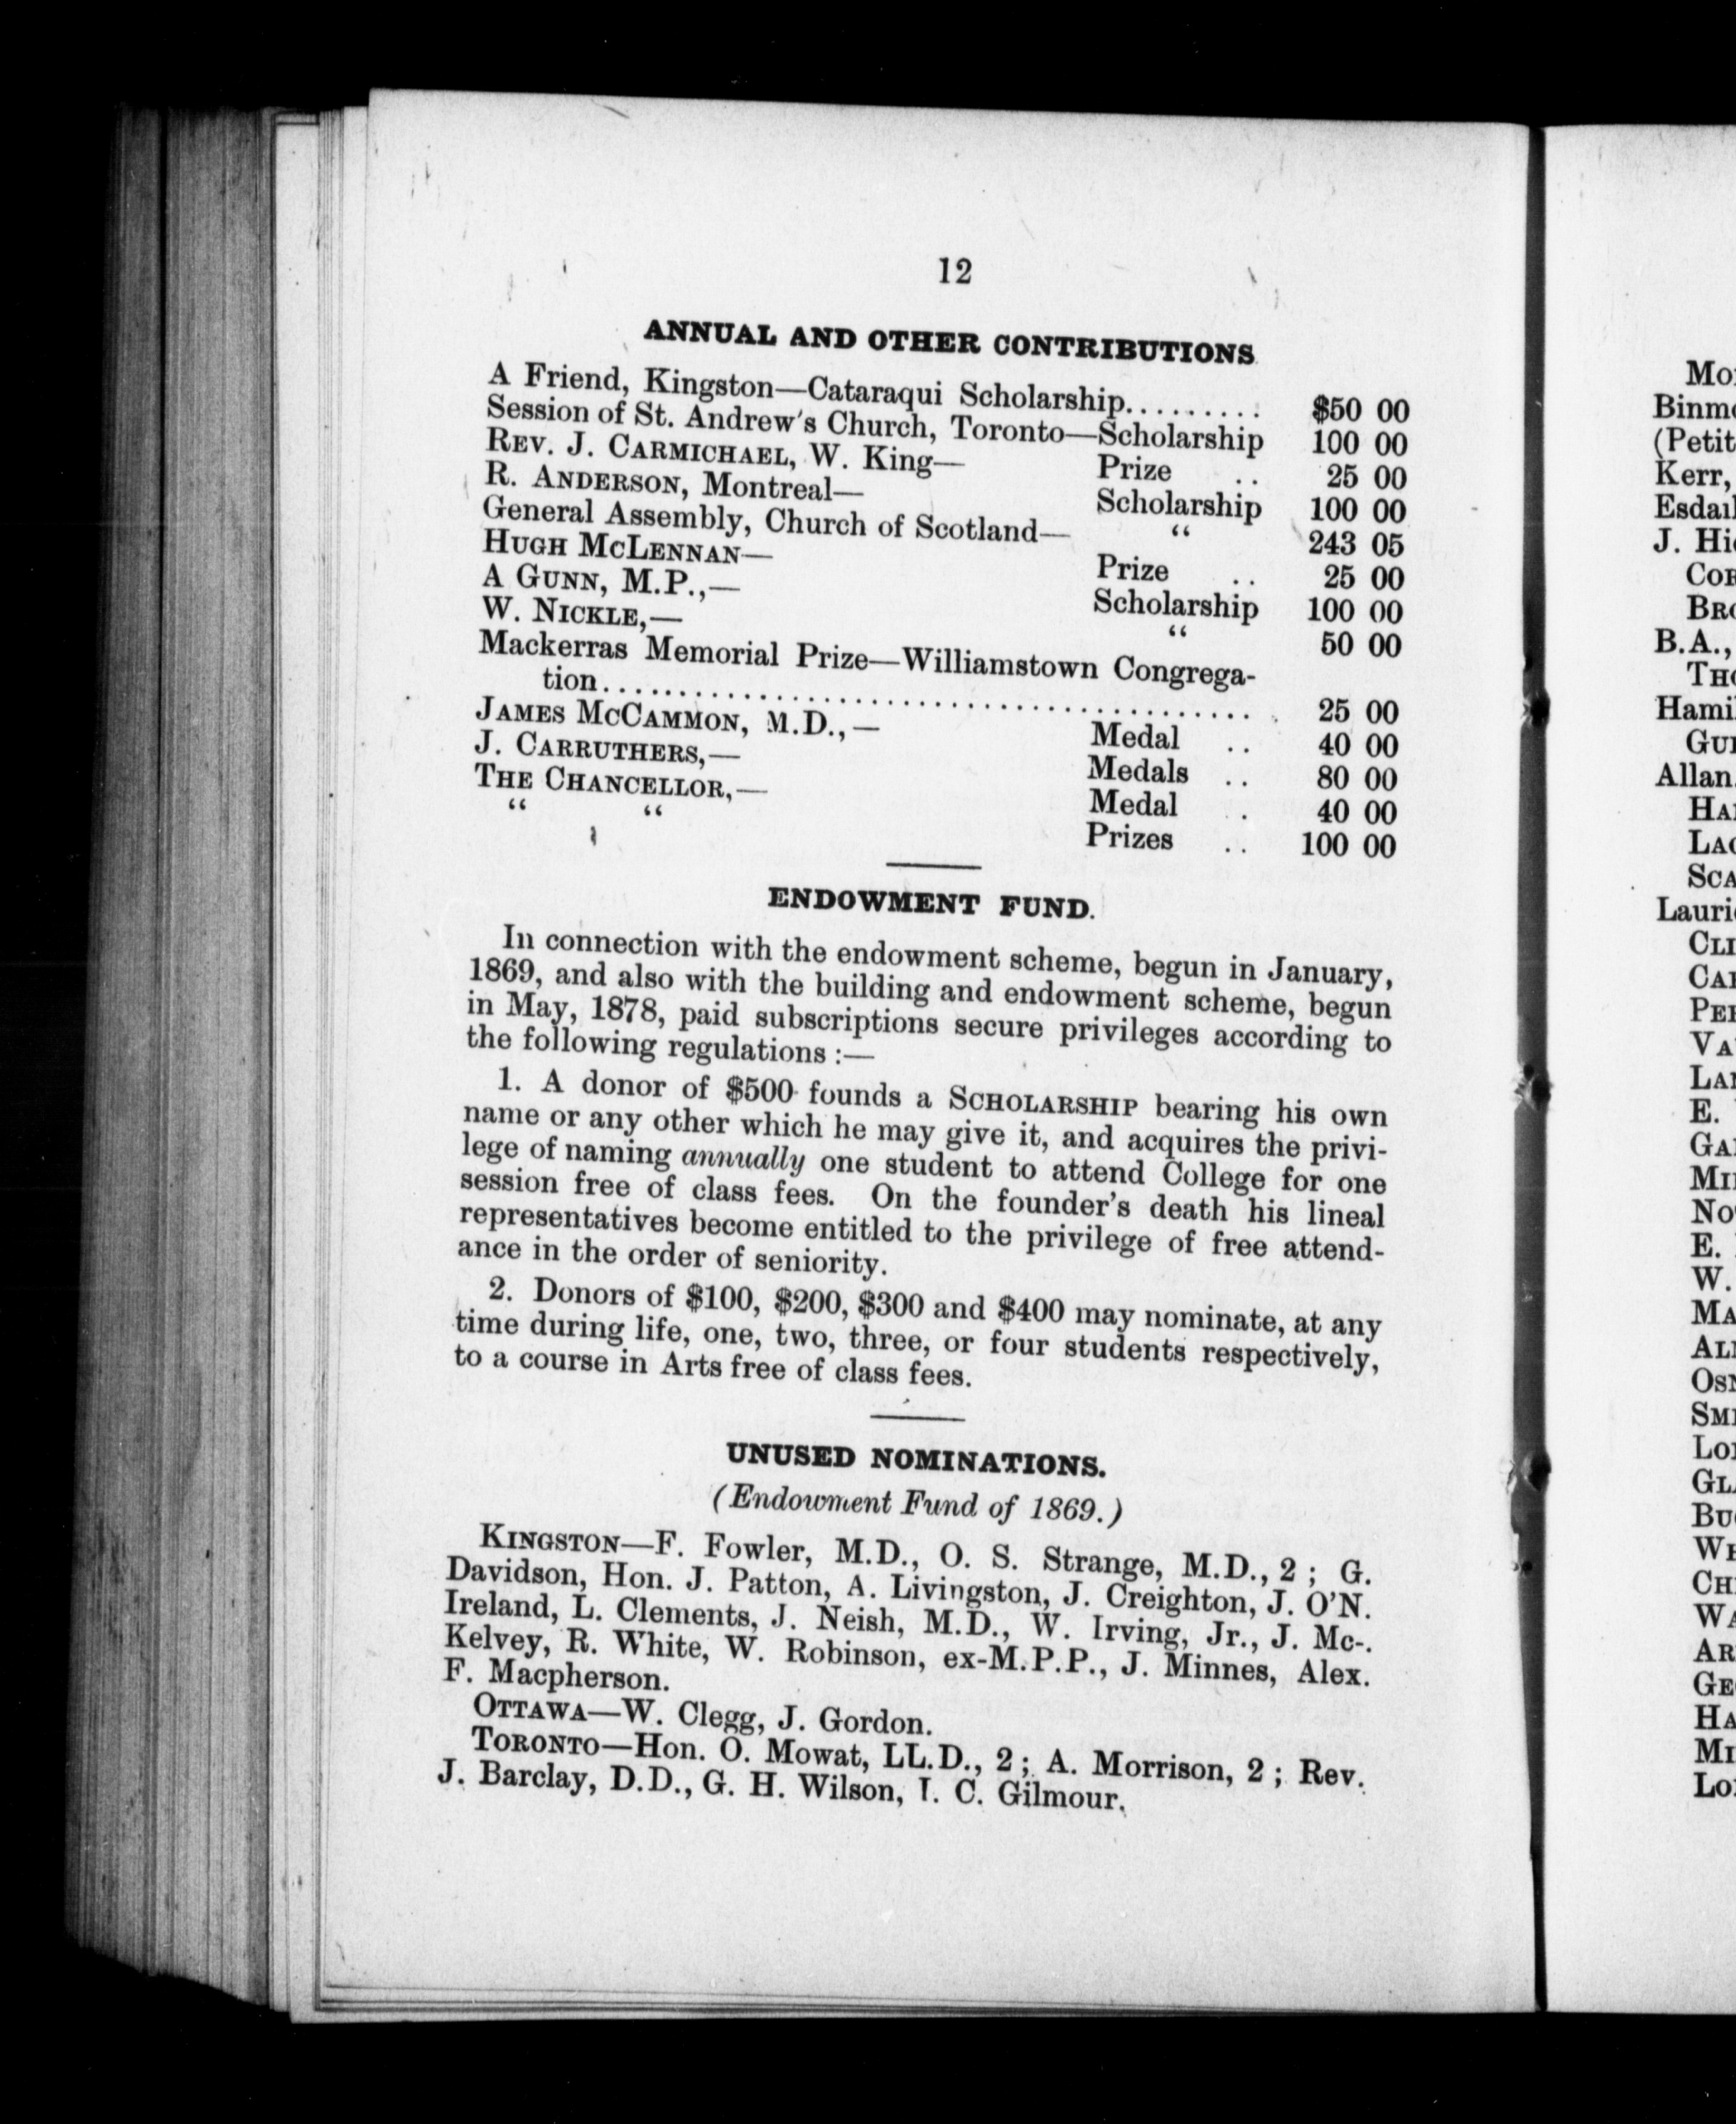 12
ANNUAL AND OTHER CONTRIBUTIONS
A Friend, Kingston—Cataraqui Scholarship.......... $50 00
Session of St. Andrew's Church, Toronto—Scholarship 100 00
REV. J. CARMICHAEL, W. King— Prize .. 25 00
R. ANDERSON, Montreal— Scholarship 100 00
General Assembly, Church of Scotland— “ 243 05
HUGH MCLENNAN— Prize .. 25 00
A GUNN, M.P.,— Scholarship 100 00
W. NICKLE,— “ 50 00
Mackerras Memorial Prize—Williamstown Congrega-
tion.......................................... 25 00
JAMES MCCAMMON, M.D.,— Medal .. 40 00
J. CARRUTHERS,— Medals .. 80 00
THE CHANCELLOR,— Medal . 40 00
“ “ Prizes .. 100 00
ENDOWMENT FUND.
In connection with the endowment scheme, begun in January,
1869, and also with the building and endowment scheme, begun
in May, 1878, paid subscriptions secure privileges according to
the following regulations :—
1. A donor of $500 founds a SCHOLARSHIP bearing his own
name or any other which he may give it, and acquires the privi-
lege of naming annually one student to attend College for one
session free of class fees. On the founder's death his lineal
representatives become entitled to the privilege of free attend-
ance in the order of seniority.
2. Donors of $100, $200, $300 and $400 may nominate, at any
time during life, one, two, three, or four students respectively,
to a course in Arts free of class fees.
UNUSED NOMINATIONS.
(Endowment Fund of 1869.)
KINGSTON—F. Fowler, M.D., O. S. Strange, M.D., 2 ; G.
Davidson, Hon. J. Patton, A. Livingston, J. Creighton, J. O'N.
Ireland, L. Clements, J. Neish, M.D., W. Irving, Jr., J. Mc-
Kelvey, R. White, W. Robinson, ex-M.P.P., J. Minnes, Alex.
F. Macpherson.
OTTAWA—W. Clegg, J. Gordon.
TORONTO—Hon. O. Mowat, LL.D., 2 ; A. Morrison, 2 ; Rev.
J. Barclay, D.D., G. H. Wilson, I. C. Gilmour.
Kerr,
J.
B.A.,
E.
E.
W.